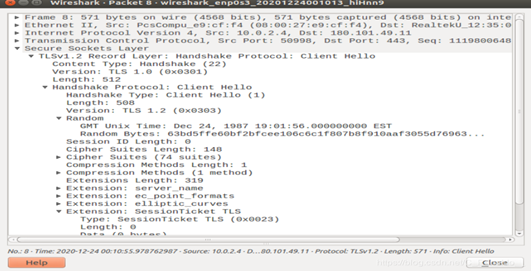 Wireshark · Packet 8 · wireshark_enp0s3_20201224001013_hlHnn9
Frame 8: 571 bytes on wire (4568 bits), 571 bytes captured (4568 bits) on inte
Ethernet II, Src: PcsCompu_e9:cf:f4 (08:00:27:e9:cf:f4), Dst: RealtekU_12:35:0
Internet Protocol Version 4, Src: 10.0.2.4, Dst: 180.101.49.11
Transmission Control Protocol, Src Port: 50998, Dst Port: 443, Seq: 1119800648
Secure Sockets Layer
TLSv1.2 Record Layer: Handshake Protocol: Client Hello
Content Type: Handshake (22)
Version: TLS 1.0 (0x0301)
Length: 512
Handshake Protocol: Client Hello
Handshake Type: Client Hello (1)
Length: 508
Version: TLS 1.2 (0x0303)
Random
GMT Unix Time: Dec 24, 1987 19:01:56.000000000 EST
Random Bytes: 63bd5ffe60bf2bfcee106c6c1f807b8f910aaf3055d76963...
Session ID Length: 0
Cipher Suites Length: 148
Cipher Suites (74 suites)
Compression Methods Length: 1
Compression Methods (1 method)
Extensions Length: 319
Extension: server_name
Extension: ec_point_formats
Extension: elliptic_curves
Extension: SessionTicket TLS
Type: SessionTicket TLS (0x0023)
Length: 0
Data (0 bytes)
No.: 8 · Time: 2020-12-24 00:10:55.978762987 · Source: 10.0.2.4 · D...80.101.49.11 · Protocol: TLSv1.2 · Length: 571 · Info: Client Hello
Help
Close